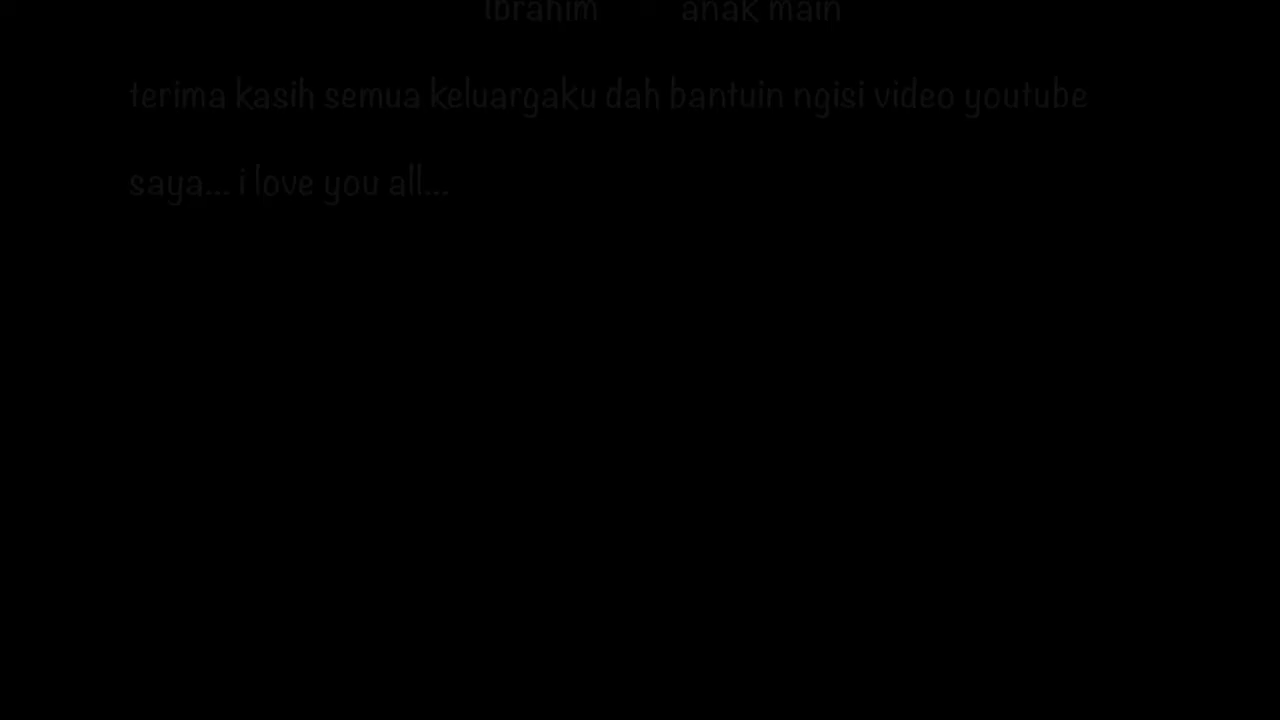 Ibrahim anak main
terima kasih semua keluargaku dah bantuin ngisi video youtube
saya... i love you all...